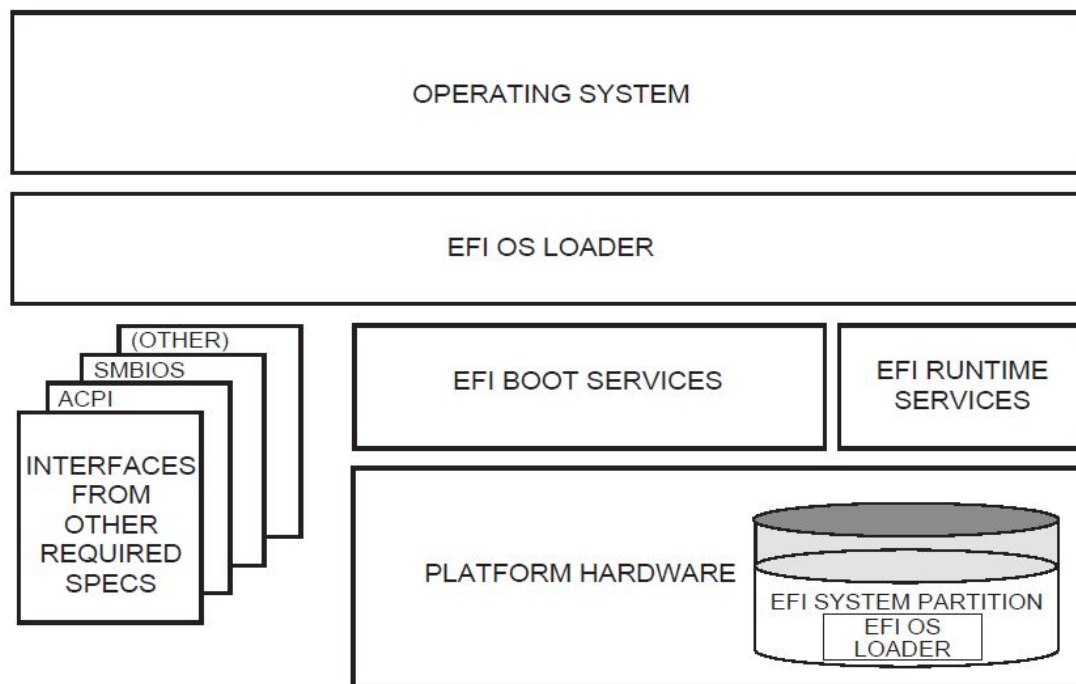 OPERATING SYSTEM
EFI OS LOADER
(OTHER)
SMBIOS
ACPI
INTERFACES
FROM
OTHER
REQUIRED
SPECS
EFI BOOT SERVICES
EFI RUNTIME
SERVICES
PLATFORM HARDWARE
EFI SYSTEM PARTITION
EFI OS
LOADER